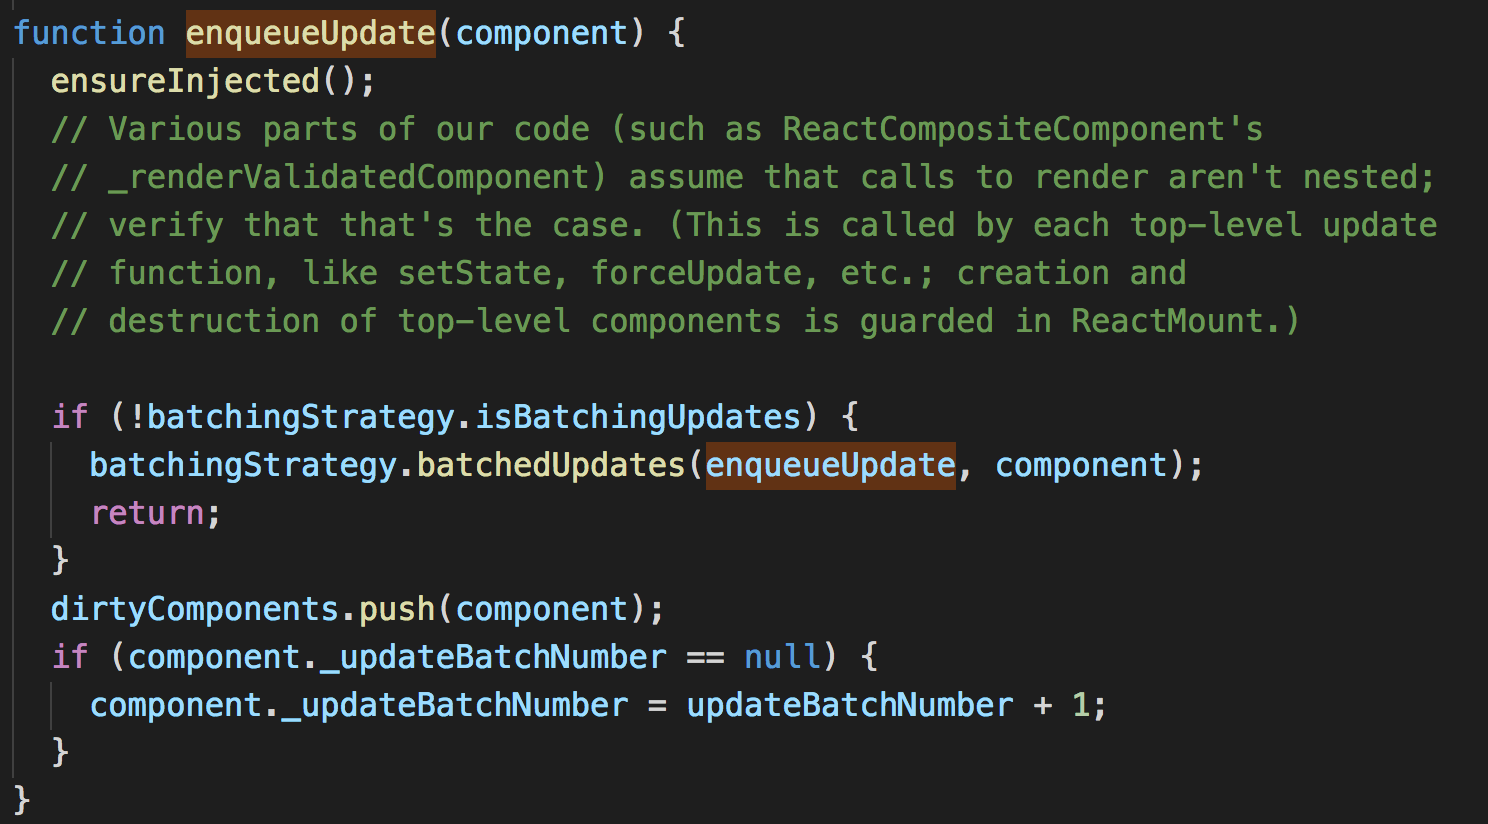 function enqueueUpdate(component) {
ensureInjected();
// Various parts of our code (such as ReactCompositeComponent's
// _renderValidatedComponent) assume that calls to render aren't nested;
// verify that that's the case. (This is called by each top-level update
// function, like setState, forceUpdate, etc.; creation and
// destruction of top-level components is guarded in ReactMount.)
if (!batchingStrategy.isBatchingUpdates) {
batchingStrategy.batchedUpdates(enqueueUpdate, component);
return;
}
dirtyComponents.push(component);
if (component._updateBatchNumber == null) {
component._updateBatchNumber = updateBatchNumber + 1;
}
}